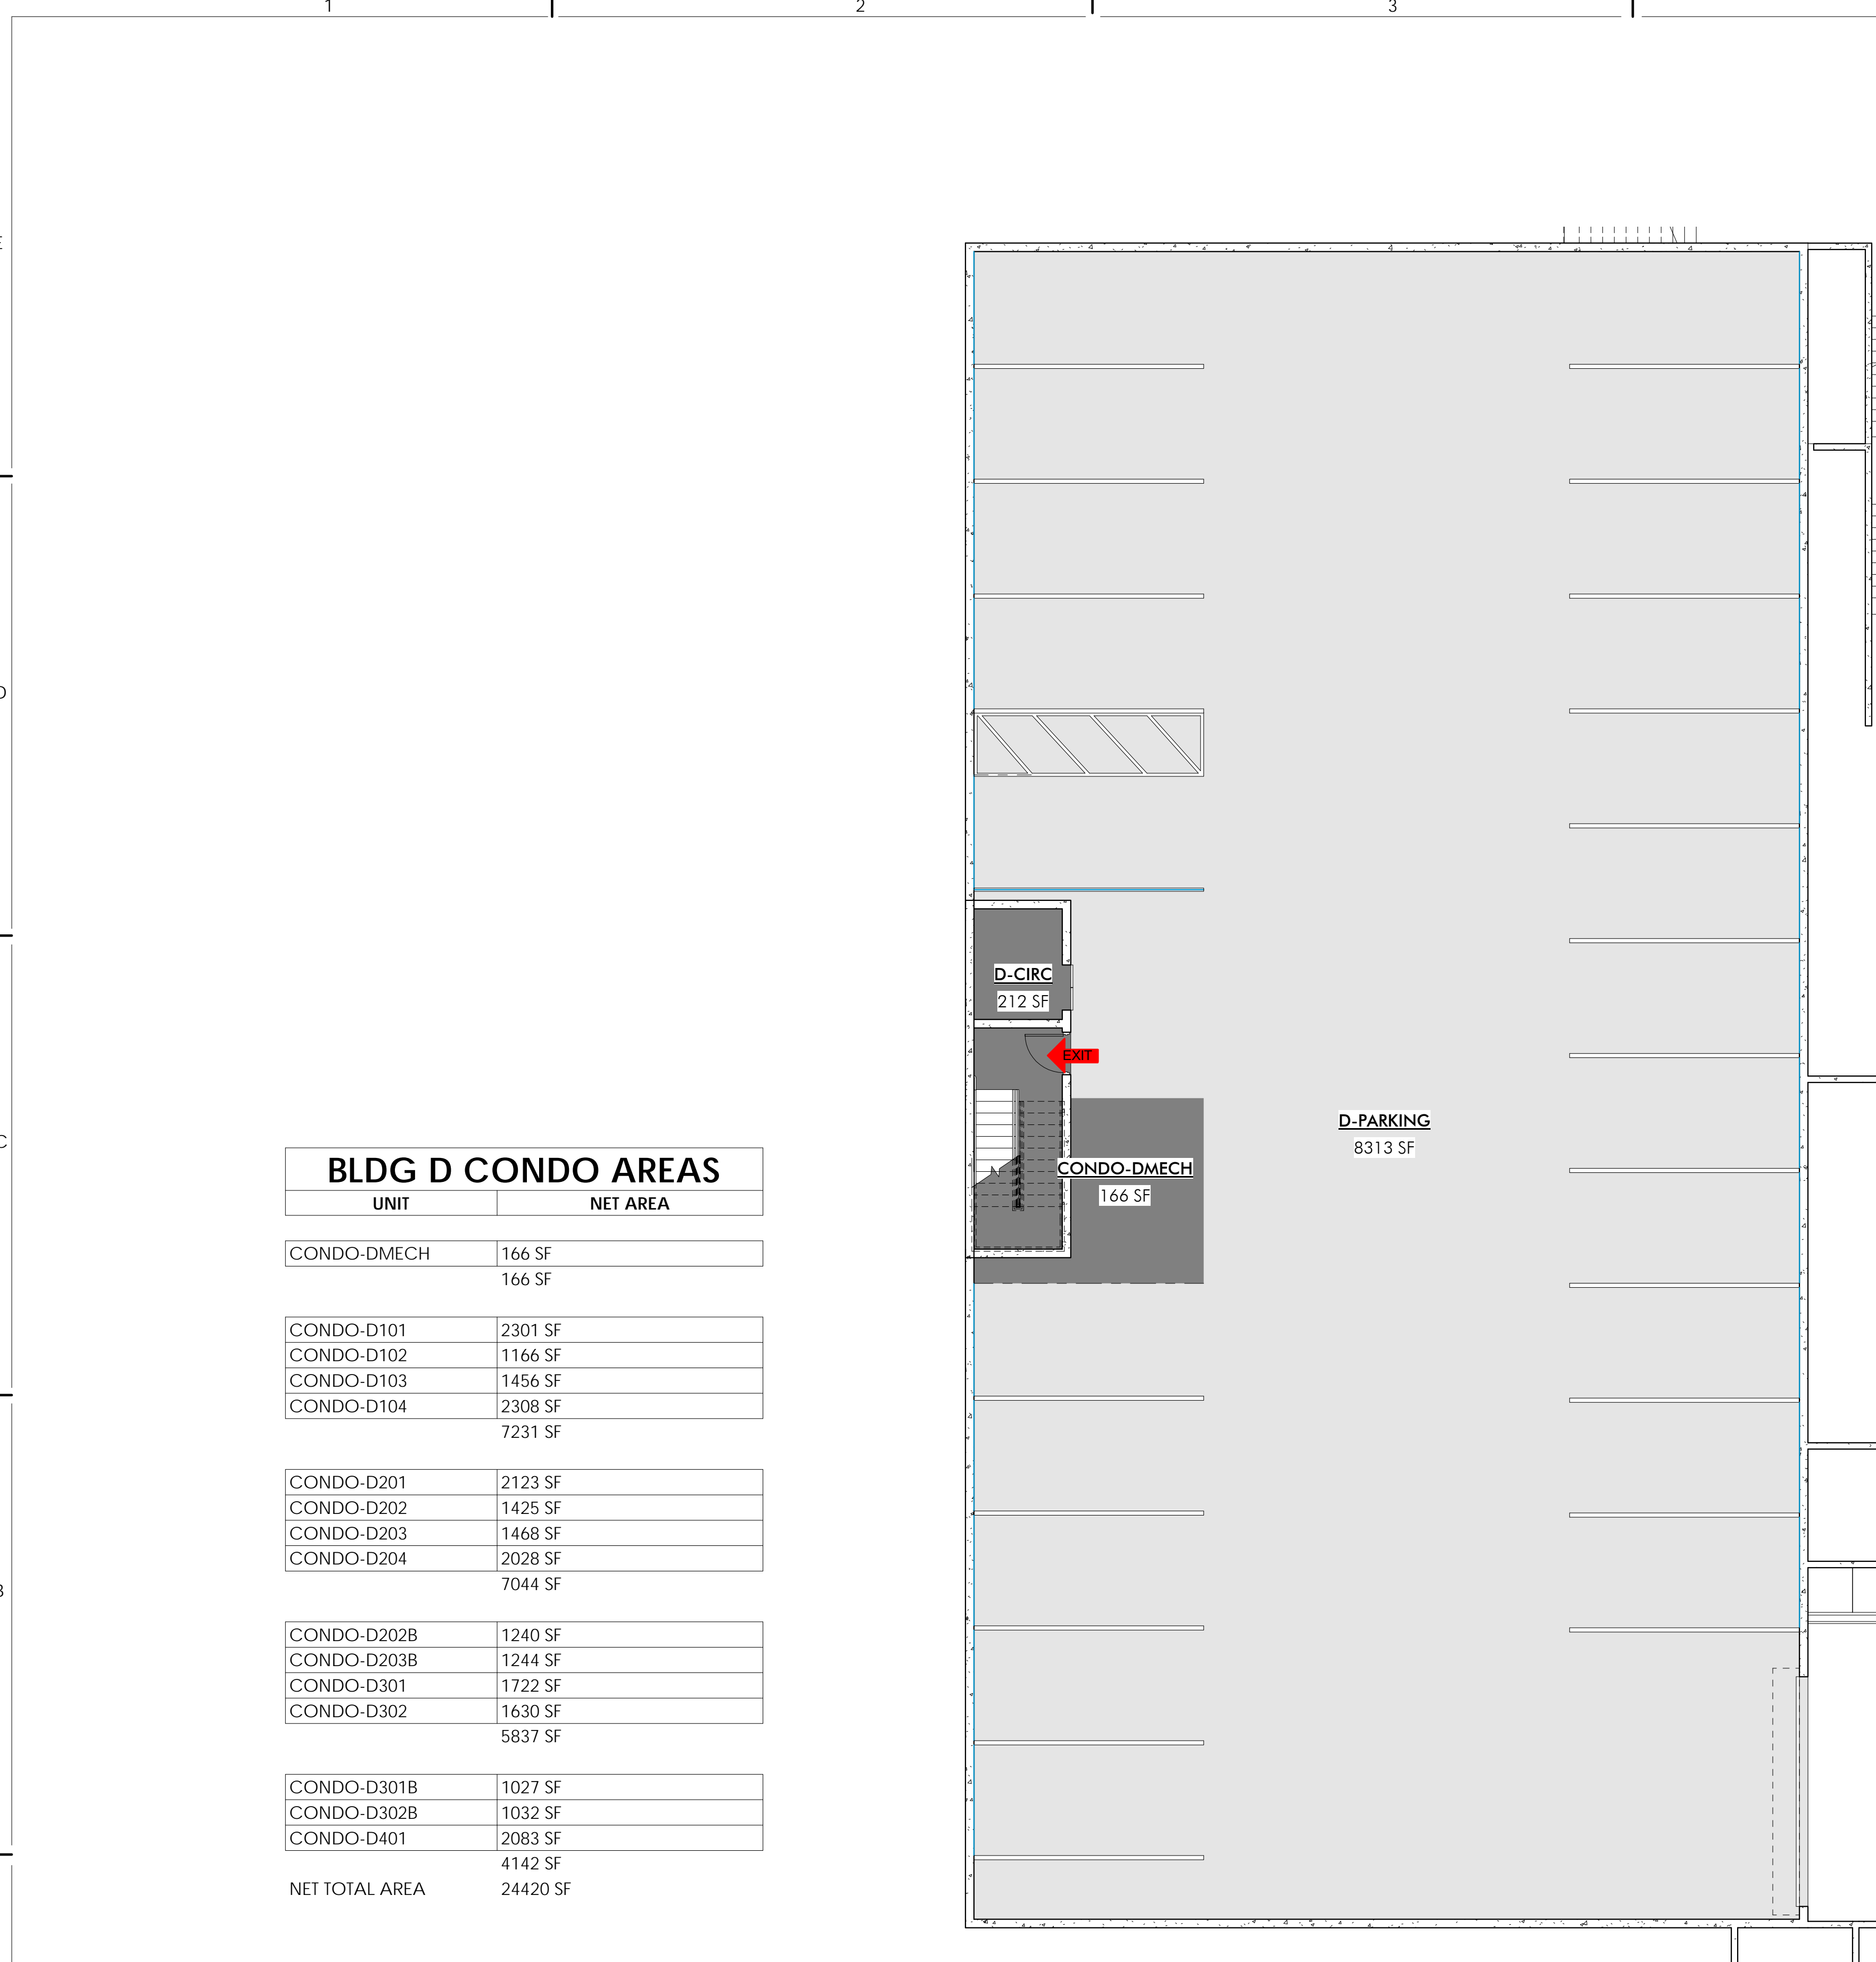 1
2
3
E
D
C
B
D-CIRC
212 SF
EXIT
D-PARKING
8313 SF
CONDO-DMECH
166 SF
BLDG D CONDO AREAS
UNIT NET AREA
CONDO-DMECH 166 SF
166 SF
CONDO-D101 2301 SF
CONDO-D102 1166 SF
CONDO-D103 1456 SF
CONDO-D104 2308 SF
7231 SF
CONDO-D201 2123 SF
CONDO-D202 1425 SF
CONDO-D203 1468 SF
CONDO-D204 2028 SF
7044 SF
CONDO-D202B 1240 SF
CONDO-D203B 1244 SF
CONDO-D301 1722 SF
CONDO-D302 1630 SF
5837 SF
CONDO-D301B 1027 SF
CONDO-D302B 1032 SF
CONDO-D401 2083 SF
4142 SF
NET TOTAL AREA 24420 SF